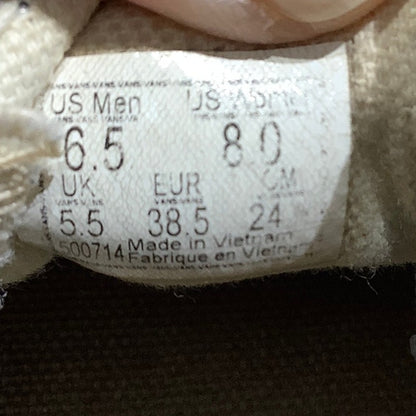 US Men US Women
6.5 8.0
UK EUR CM
5.5 38.5 24
500714 Made in Vietnam
Fabrique en Vietnam